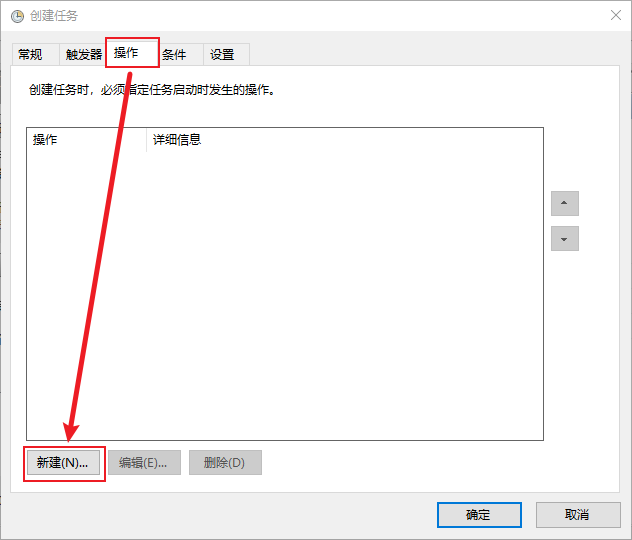 创建任务
常规 触发器 操作 条件 设置
创建任务时，必须指定任务启动时发生的操作。
操作 详细信息
新建(N)... 编辑(E)... 删除(D)
确定 取消